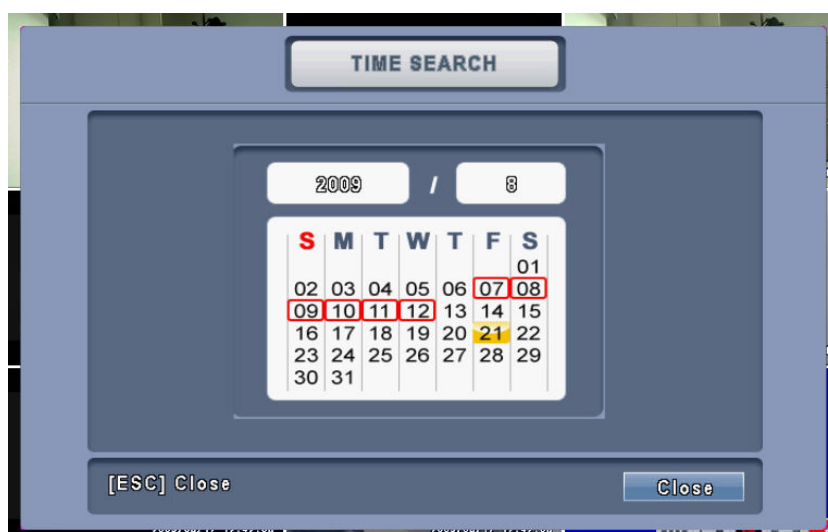 TIME SEARCH
2009 / 8
S M T W T F S
01
02 03 04 05 06 07 08
09 10 11 12 13 14 15
16 17 18 19 20 21 22
23 24 25 26 27 28 29
30 31
[ESC] Close
Close